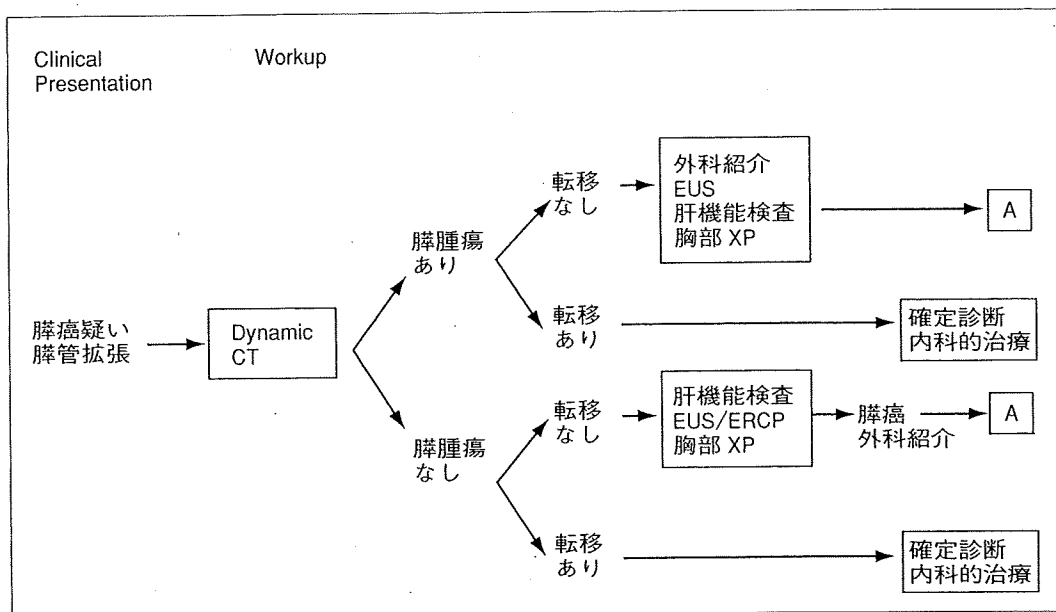 Clinical
Presentation
Workup
膵癌疑い
膵管拡張
Dynamic
CT
膵腫瘍
あり
転移
なし
外科紹介
EUS
肝機能検査
胸部 XP
A
転移
あり
確定診断
内科的治療
膵腫瘍
なし
転移
なし
肝機能検査
EUS/ERCP
胸部 XP
膵癌
外科紹介
A
転移
あり
確定診断
内科的治療